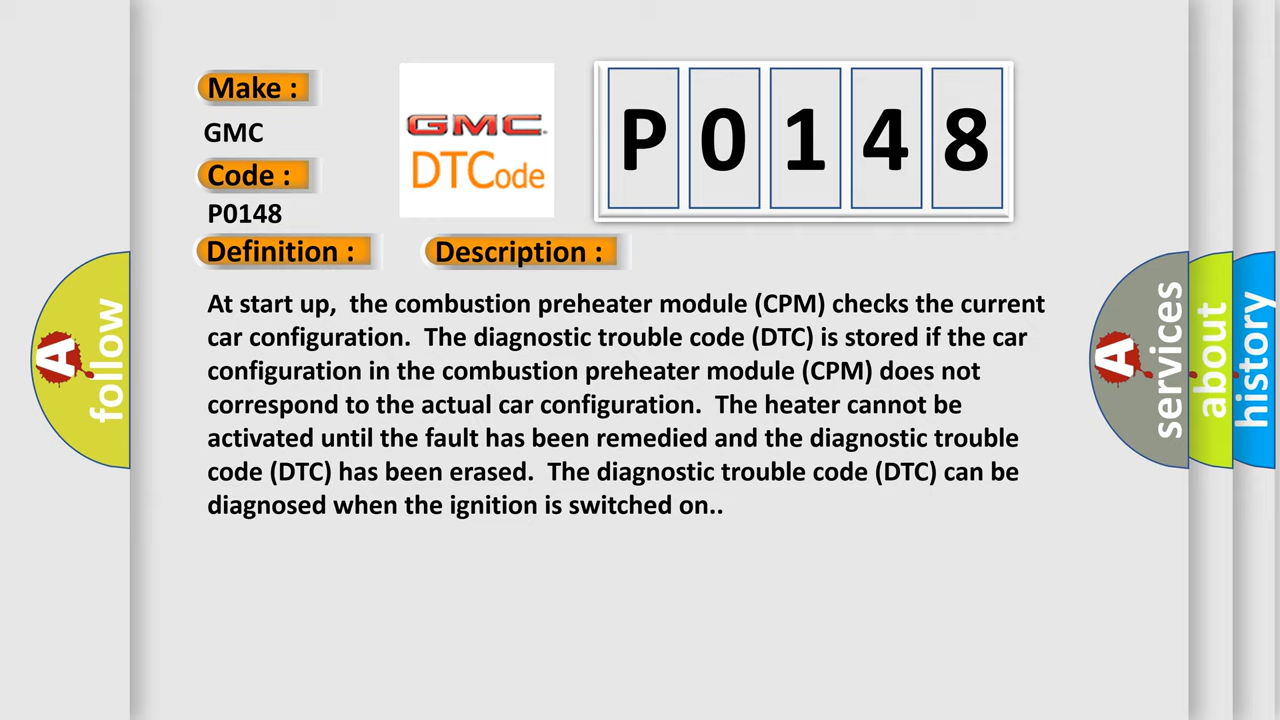 Make :
GMC
Code :
P0148
Definition :
Description :
GMC
DTCode
P0148
At start up, the combustion preheater module (CPM) checks the current
car configuration. The diagnostic trouble code (DTC) is stored if the car
configuration in the combustion preheater module (CPM) does not
correspond to the actual car configuration. The heater cannot be
activated until the fault has been remedied and the diagnostic trouble
code (DTC) has been erased. The diagnostic trouble code (DTC) can be
diagnosed when the ignition is switched on..
A follow
A services
about
history